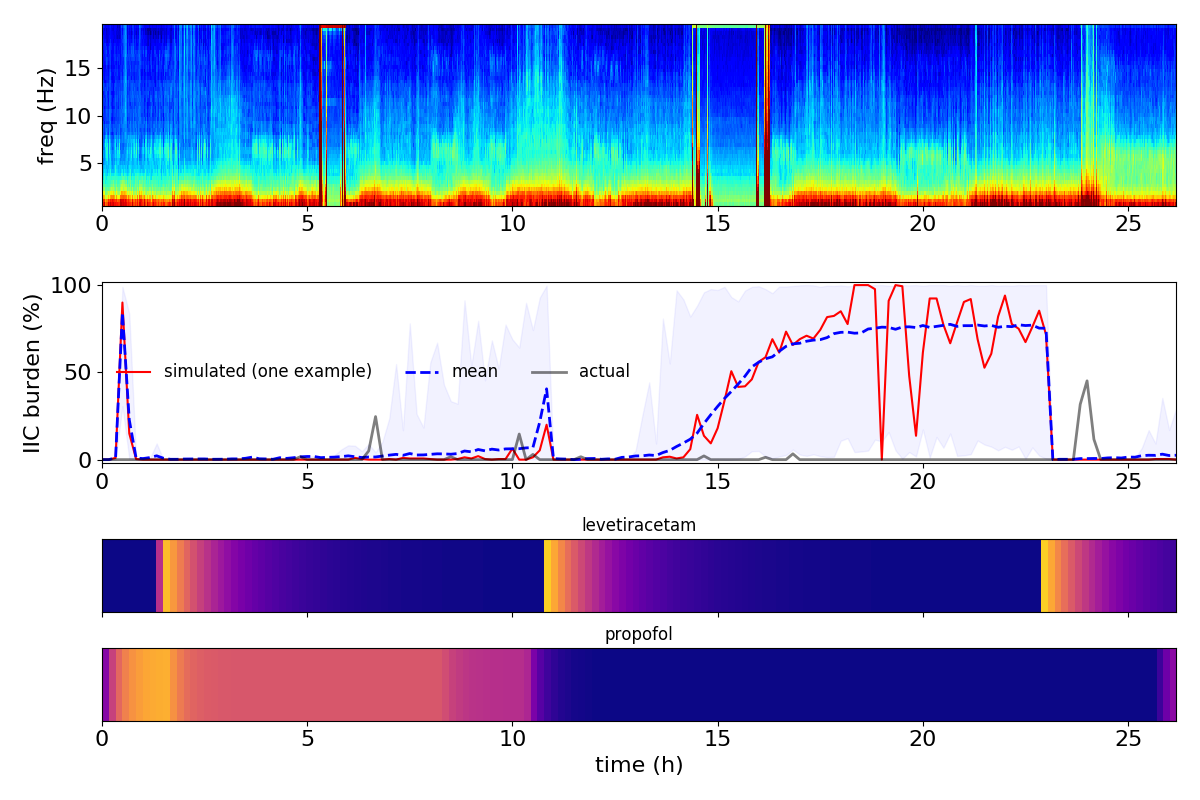 freq (Hz)
15
10
5
0 5 10 15 20 25
IIC burden (%)
100
50
0
simulated (one example) mean actual
0 5 10 15 20 25
levetiracetam
propofol
0 5 10 15 20 25
time (h)